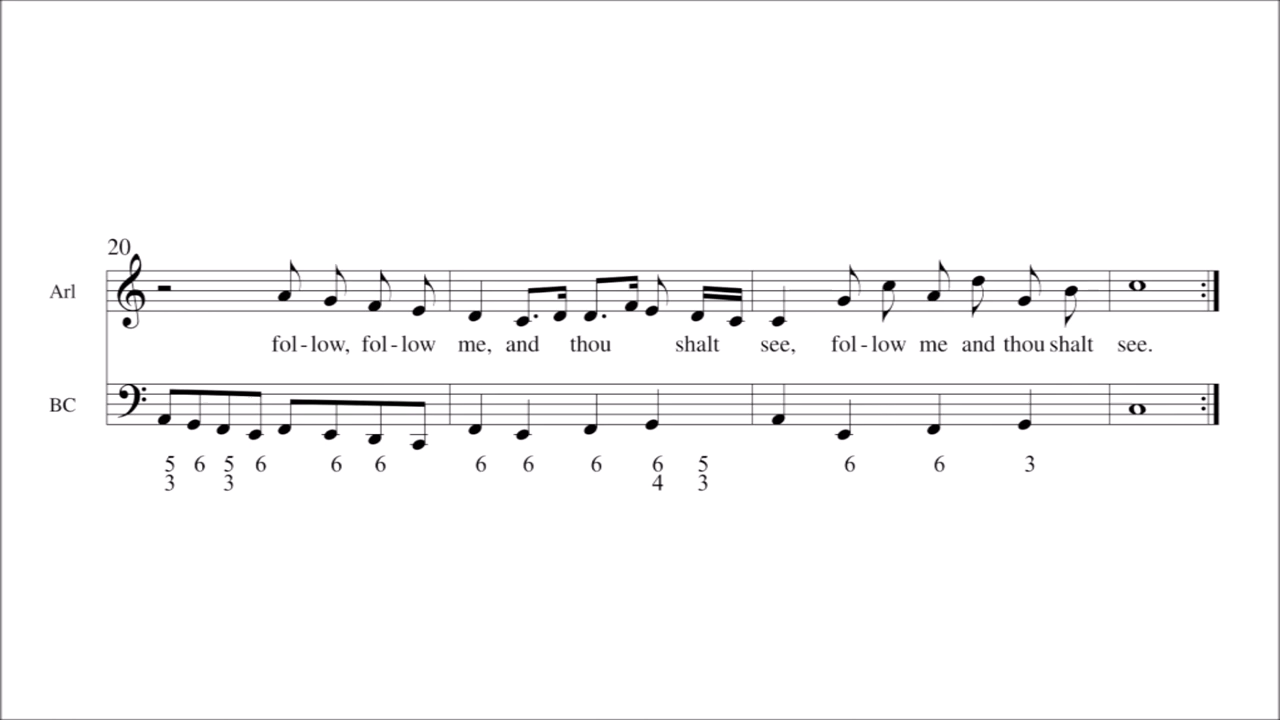 20
Arl
fol - low, fol - low me, and thou shalt see, fol - low me and thou shalt see.
BC
5 6 5 6 6 6 6 6 6 6 5 6 6 3
3 3 4 3